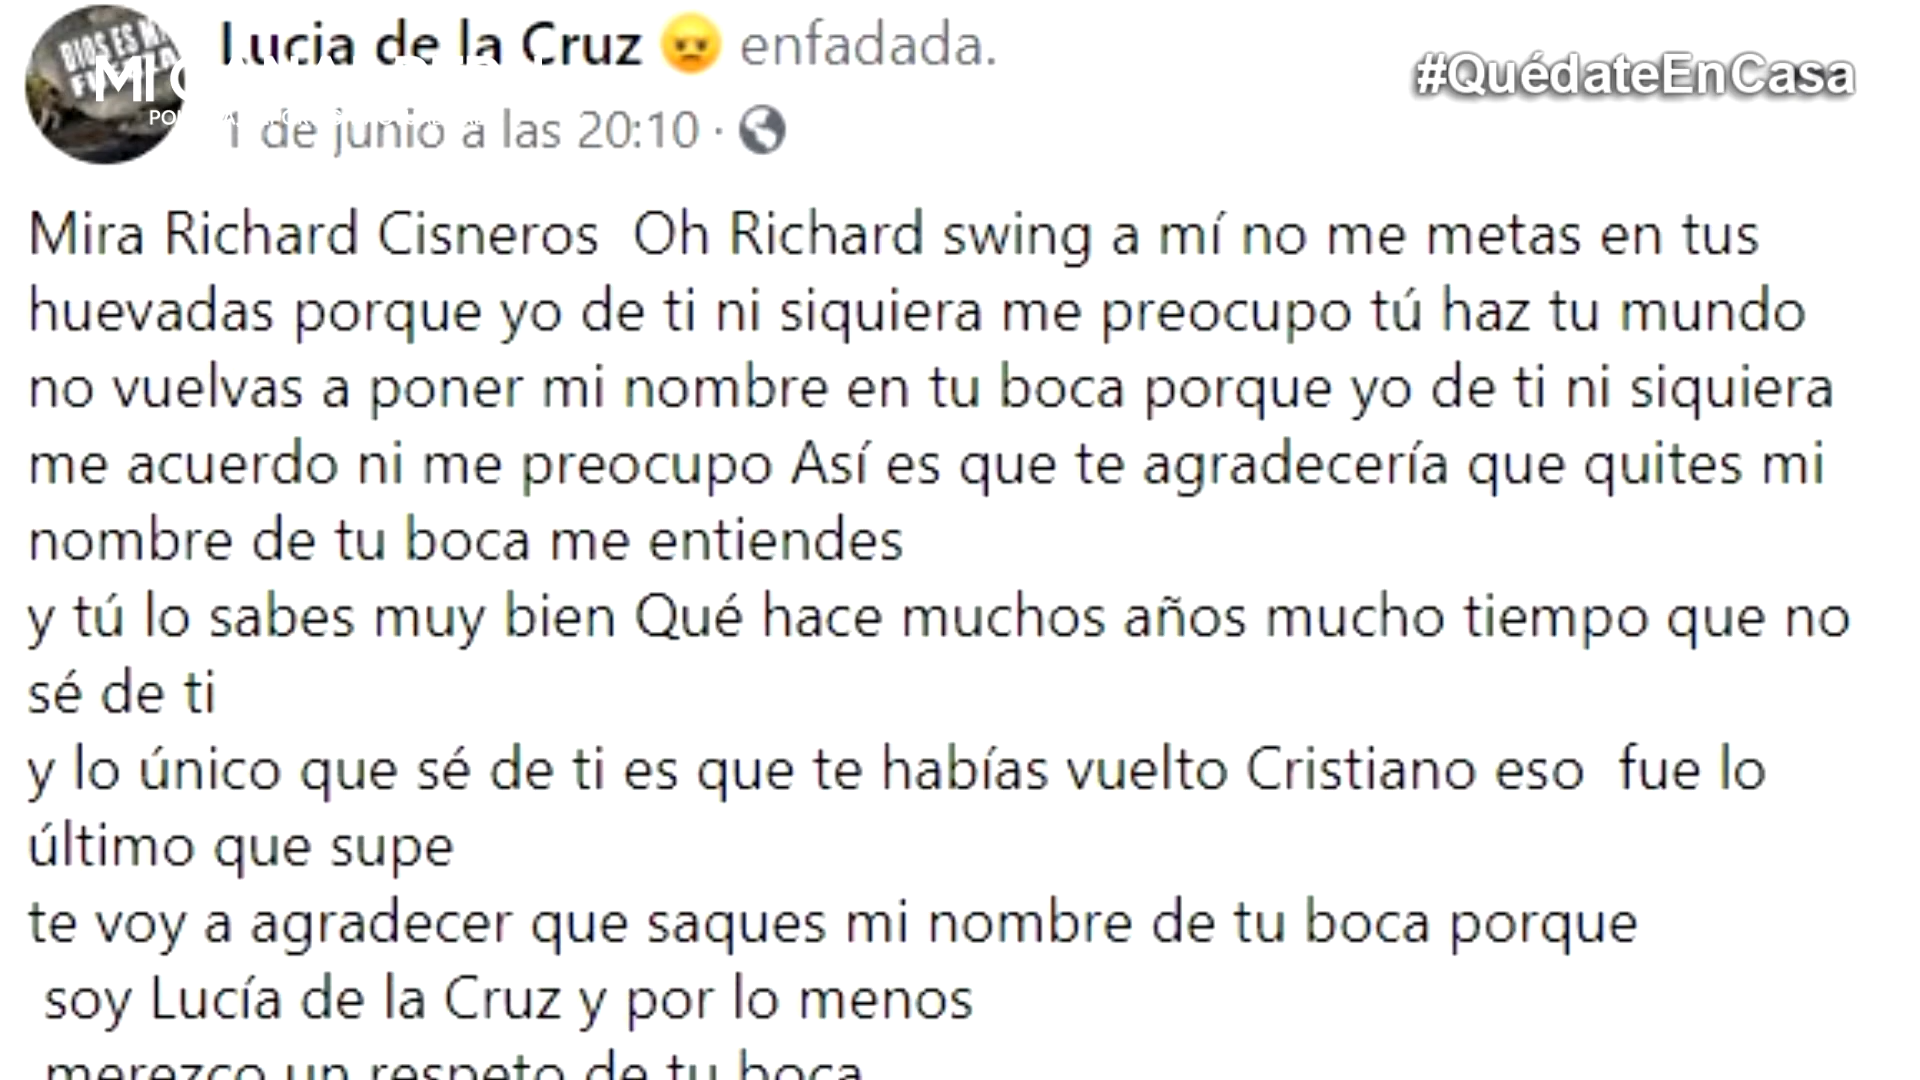 Lucia de la Cruz 😠 enfadada.
#QuédateEnCasa
1 de junio a las 20:10 ·
Mira Richard Cisneros  Oh Richard swing a mí no me metas en tus
huevadas porque yo de ti ni siquiera me preocupo tú haz tu mundo
no vuelvas a poner mi nombre en tu boca porque yo de ti ni siquiera
me acuerdo ni me preocupo Así es que te agradecería que quites mi
nombre de tu boca me entiendes
y tú lo sabes muy bien Qué hace muchos años mucho tiempo que no
sé de ti
y lo único que sé de ti es que te habías vuelto Cristiano eso  fue lo
último que supe
te voy a agradecer que saques mi nombre de tu boca porque
soy Lucía de la Cruz y por lo menos
merezco un respeto de tu boca